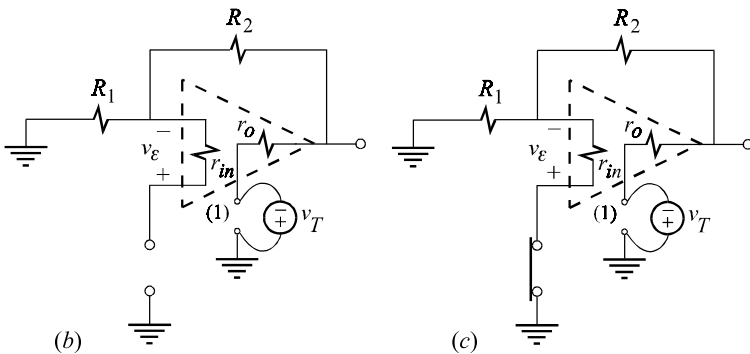 R2
R1
−
ro
vε
rin
+
(1)
−
+
vT
(b)
R2
R1
−
ro
vε
rin
+
(1)
−
+
vT
(c)